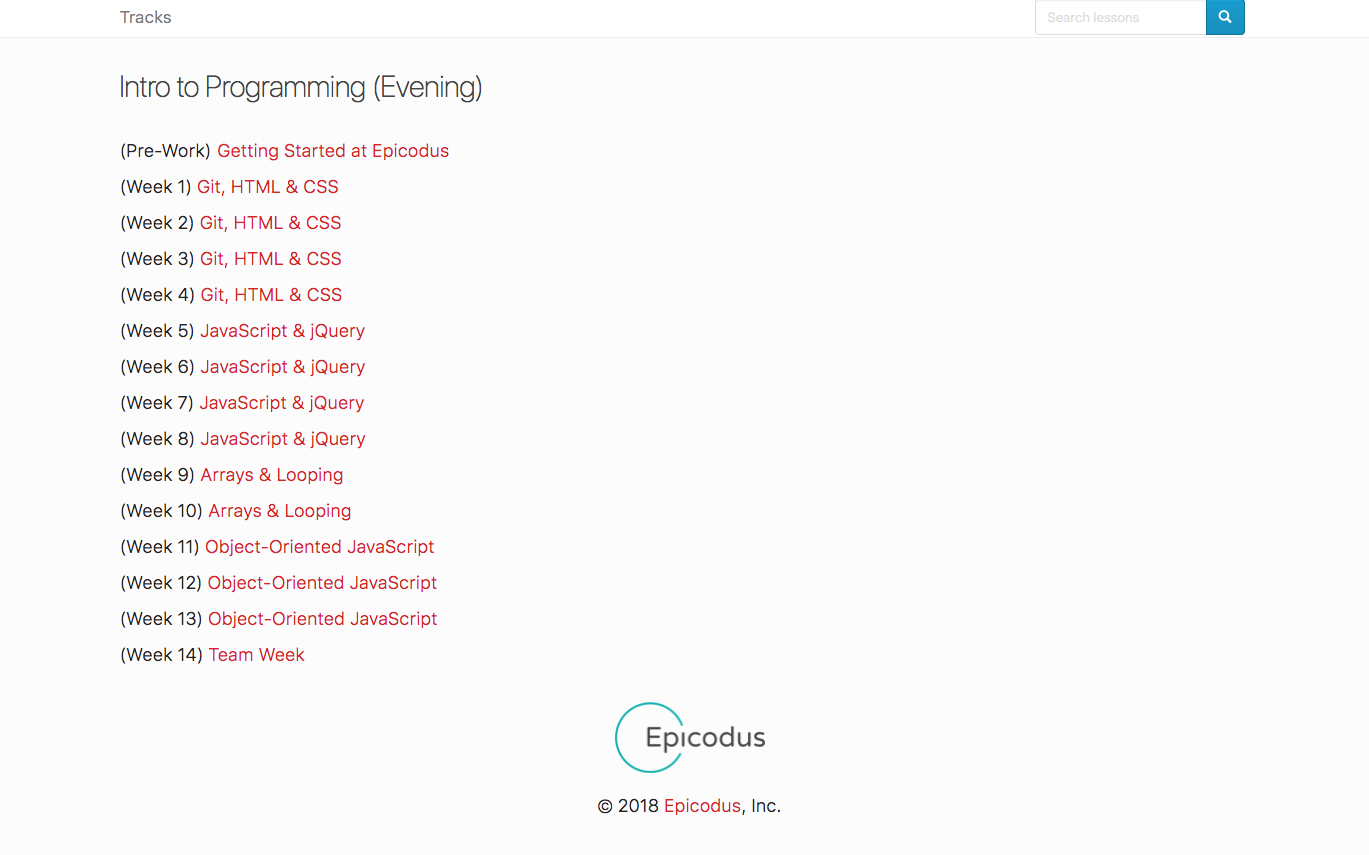 Tracks
Search lessons
Intro to Programming (Evening)
(Pre-Work) Getting Started at Epicodus
(Week 1) Git, HTML & CSS
(Week 2) Git, HTML & CSS
(Week 3) Git, HTML & CSS
(Week 4) Git, HTML & CSS
(Week 5) JavaScript & jQuery
(Week 6) JavaScript & jQuery
(Week 7) JavaScript & jQuery
(Week 8) JavaScript & jQuery
(Week 9) Arrays & Looping
(Week 10) Arrays & Looping
(Week 11) Object-Oriented JavaScript
(Week 12) Object-Oriented JavaScript
(Week 13) Object-Oriented JavaScript
(Week 14) Team Week
Epicodus
© 2018 Epicodus, Inc.